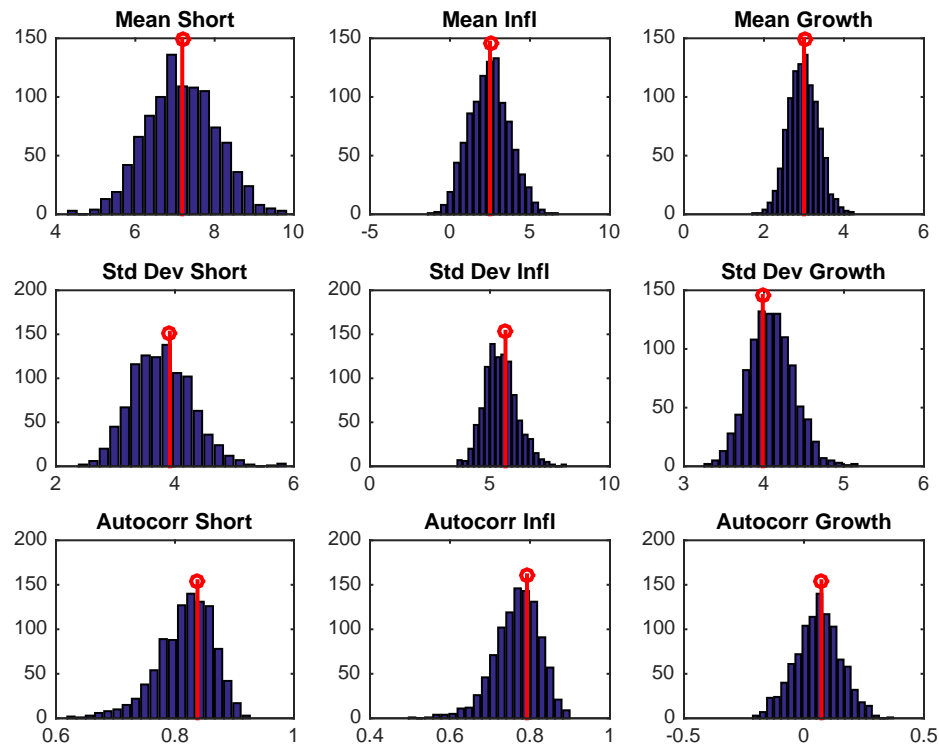 Mean Short Mean Infl Mean Growth
150 150 150
100 100 100
50 50 50
0 0 0
4 6 8 10 -5 0 5 10 0 2 4 6
Std Dev Short Std Dev Infl Std Dev Growth
200 200 150
150 150 100
100 100
50 50 50
0 0 0
2 4 6 0 5 10 3 4 5 6
Autocorr Short Autocorr Infl Autocorr Growth
200 200 200
150 150 150
100 100 100
50 50 50
0 0 0
0.6 0.8 1 0.4 0.6 0.8 1 -0.5 0 0.5